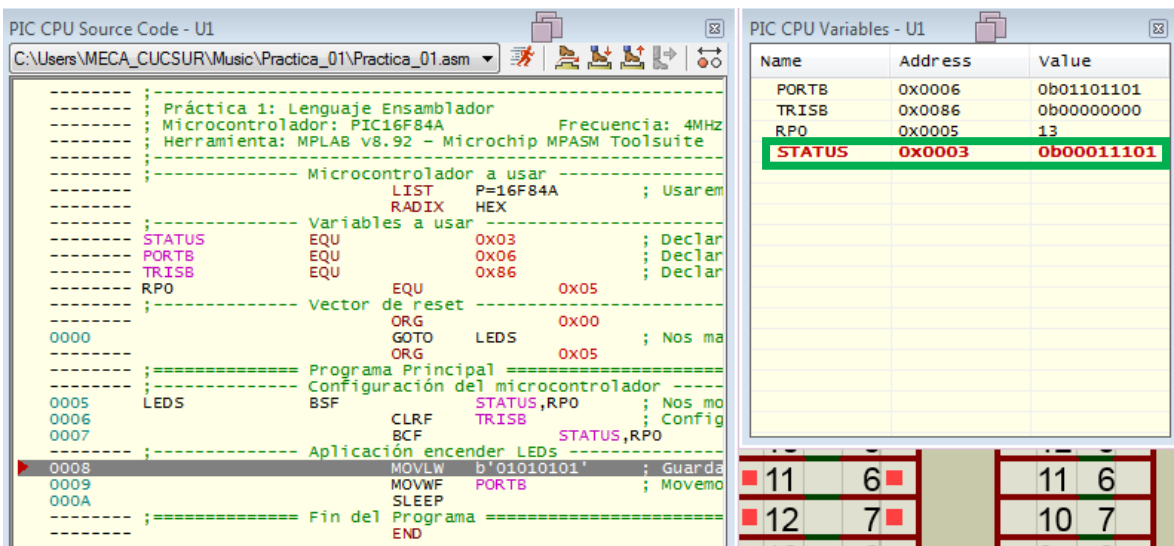 PIC CPU Source Code - U1
C:\Users\MECA_CUCSUR\Music\Practica_01\Practica_01.asm
-------- ;----------------------------------------------------------
-------- ; Práctica 1: Lenguaje Ensamblador
-------- ; Microcontrolador: PIC16F84A Frecuencia: 4MHz
-------- ; Herramienta: MPLAB v8.92 – Microchip MPASM Toolsuite
-------- ;----------------------------------------------------------
-------- ;-------------- Microcontrolador a usar -----------------
-------- LIST P=16F84A ; Usarem
-------- RADIX HEX
-------- ;-------------- Variables a usar ------------------------
-------- STATUS EQU 0x03 ; Declar
-------- PORTB EQU 0x06 ; Declar
-------- TRISB EQU 0x86 ; Declar
-------- RP0 EQU 0x05
-------- ;-------------- Vector de reset -------------------------
-------- ORG 0x00
0000 GOTO LEDS ; Nos ma
-------- ORG 0x05
-------- ;============== Programa Principal ======================
-------- ;-------------- Configuración del microcontrolador -----
0005 LEDS BSF STATUS,RP0 ; Nos mo
0006 CLRF TRISB ; Config
0007 BCF STATUS,RP0
-------- ;-------------- Aplicación encender LEDs ----------------
0008 MOVLW b'01010101' ; Guarda
0009 MOVWF PORTB ; Movemo
000A SLEEP
-------- ;============== Fin del Programa ========================
-------- END
PIC CPU Variables - U1
Name Address Value
PORTB 0x0006 0b01101101
TRISB 0x0086 0b00000000
RP0 0x0005 13
STATUS 0x0003 0b00011101
11 6 11 6
12 7 10 7